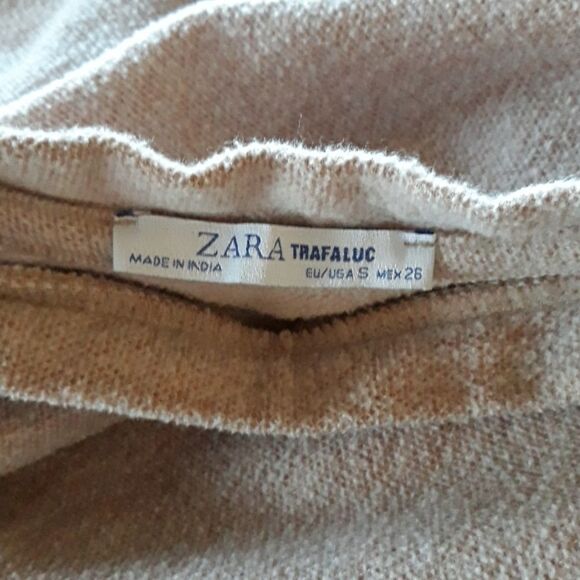 ZARA TRAFALUC
MADE IN INDIA
EU/USA S MEX 26